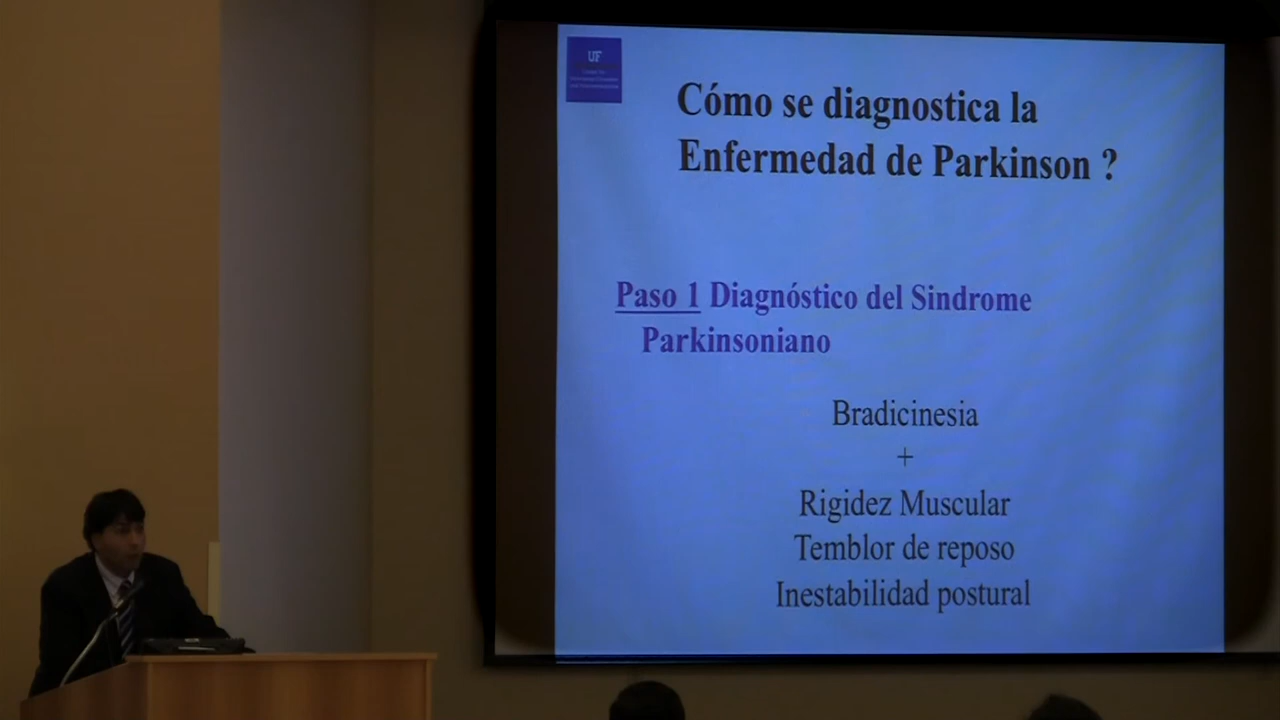 UF
Cómo se diagnostica la
Enfermedad de Parkinson ?
Paso 1 Diagnóstico del Sindrome
Parkinsoniano
Bradicinesia
+
Rigidez Muscular
Temblor de reposo
Inestabilidad postural